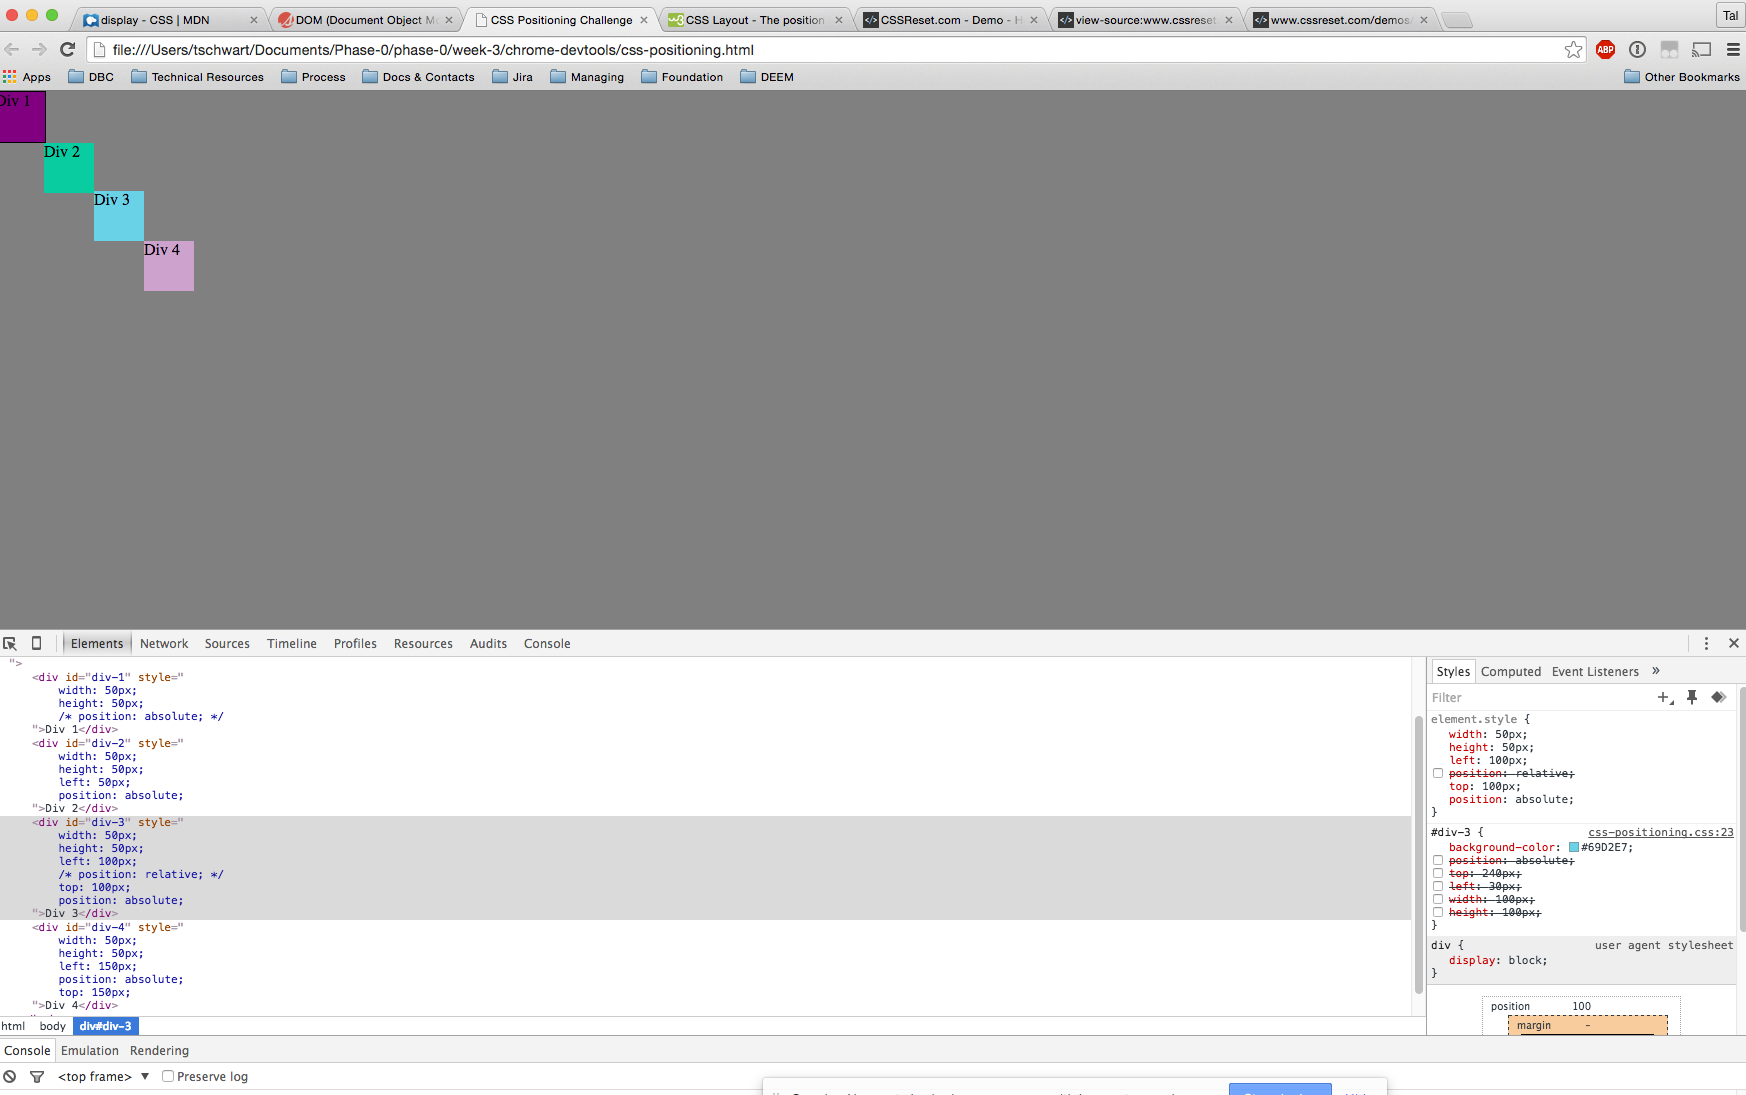 display - CSS | MDN
DOM (Document Object M
CSS Positioning Challenge
CSS Layout - The position
CSSReset.com - Demo - H
view-source:www.cssreset
www.cssreset.com/demos
Tal
file:///Users/tschwart/Documents/Phase-0/phase-0/week-3/chrome-devtools/css-positioning.html
ABP
Apps DBC Technical Resources Process Docs & Contacts Jira Managing Foundation DEEM Other Bookmarks
Div 1
Div 2
Div 3
Div 4
Elements Network Sources Timeline Profiles Resources Audits Console
">
<div id="div-1" style="
width: 50px;
height: 50px;
/* position: absolute; */
">Div 1</div>
<div id="div-2" style="
width: 50px;
height: 50px;
left: 50px;
position: absolute;
">Div 2</div>
<div id="div-3" style="
width: 50px;
height: 50px;
left: 100px;
/* position: relative; */
top: 100px;
position: absolute;
">Div 3</div>
<div id="div-4" style="
width: 50px;
height: 50px;
left: 150px;
position: absolute;
top: 150px;
">Div 4</div>
html body div#div-3
Styles Computed Event Listeners »
Filter
element.style {
width: 50px;
height: 50px;
left: 100px;
position: relative;
top: 100px;
position: absolute;
}
#div-3 { css-positioning.css:23
background-color: #69D2E7;
position: absolute;
top: 240px;
left: 30px;
width: 100px;
height: 100px;
}
div { user agent stylesheet
display: block;
}
position 100
margin -
Console Emulation Rendering
<top frame> ▼ Preserve log